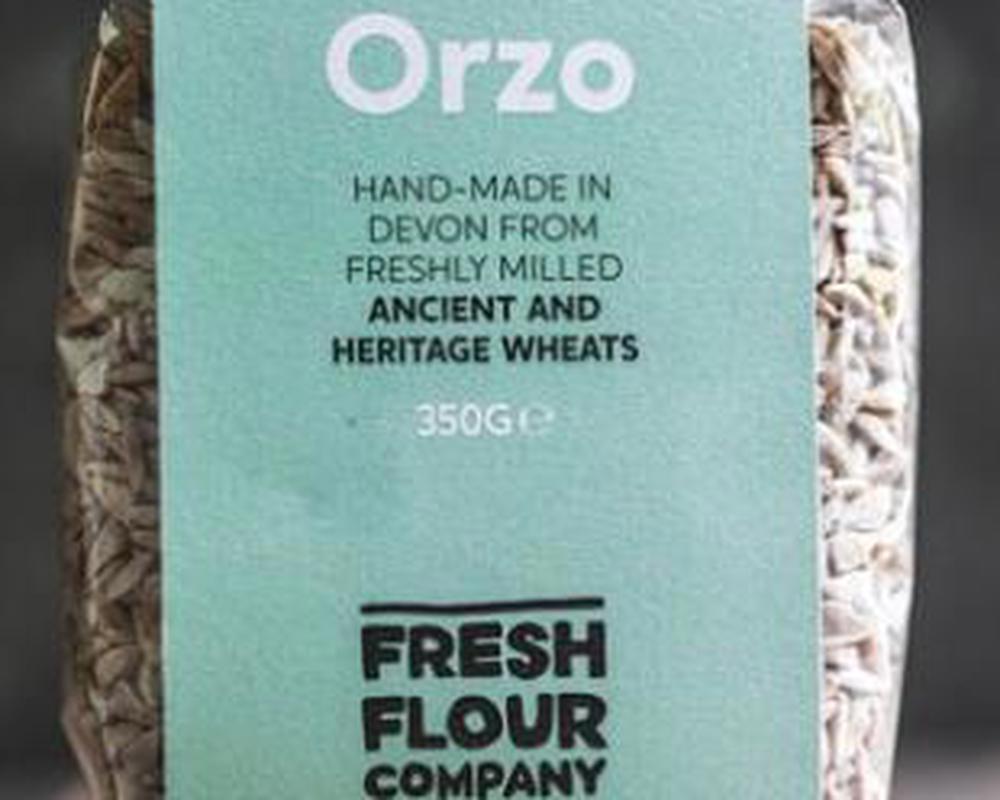 Orzo
HAND-MADE IN
DEVON FROM
FRESHLY MILLED
ANCIENT AND
HERITAGE WHEATS
350G ℮
FRESH
FLOUR
COMPANY